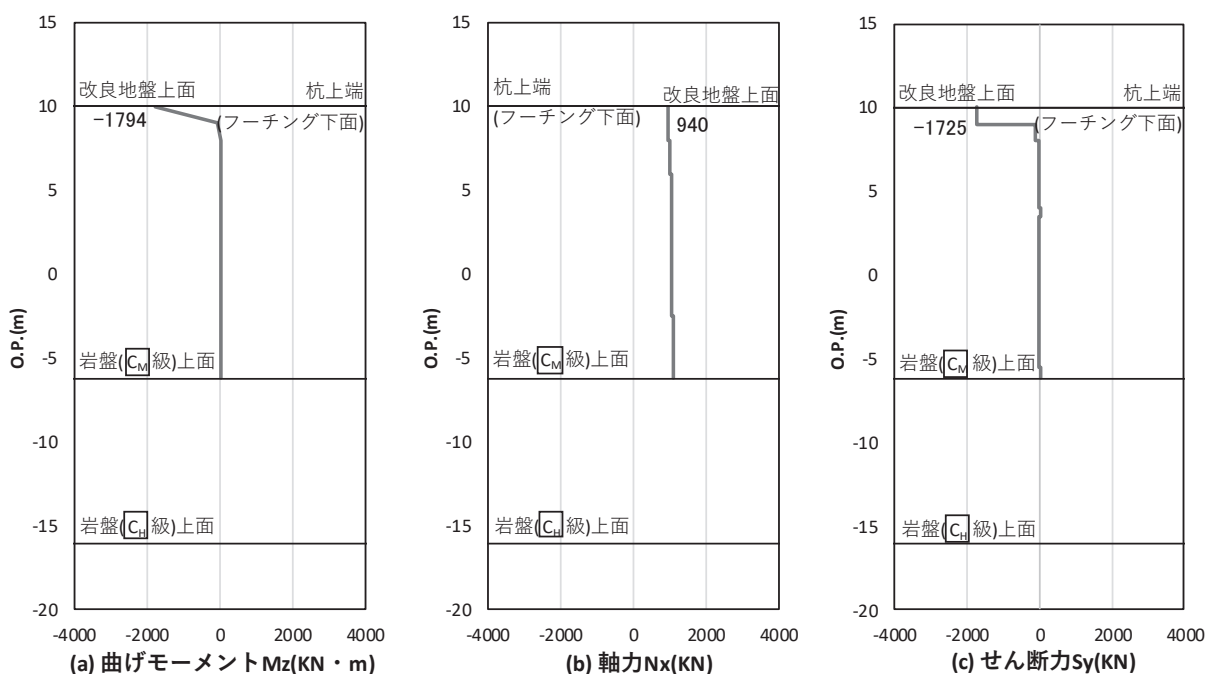 15
10
5
0
-5
-10
-15
-20
O.P.(m)
改良地盤上面
杭上端
-1794
(フーチング下面)
岩盤(CM級)上面
岩盤(CH級)上面
-4000 -2000 0 2000 4000
(a) 曲げモーメントMz(KN・m)
15
10
5
0
-5
-10
-15
-20
O.P.(m)
杭上端
改良地盤上面
(フーチング下面)
940
岩盤(CM級)上面
岩盤(CH級)上面
-4000 -2000 0 2000 4000
(b) 軸力Nx(KN)
15
10
5
0
-5
-10
-15
-20
O.P.(m)
改良地盤上面
杭上端
-1725
(フーチング下面)
岩盤(CM級)上面
岩盤(CH級)上面
-4000 -2000 0 2000 4000
(c) せん断力Sy(KN)